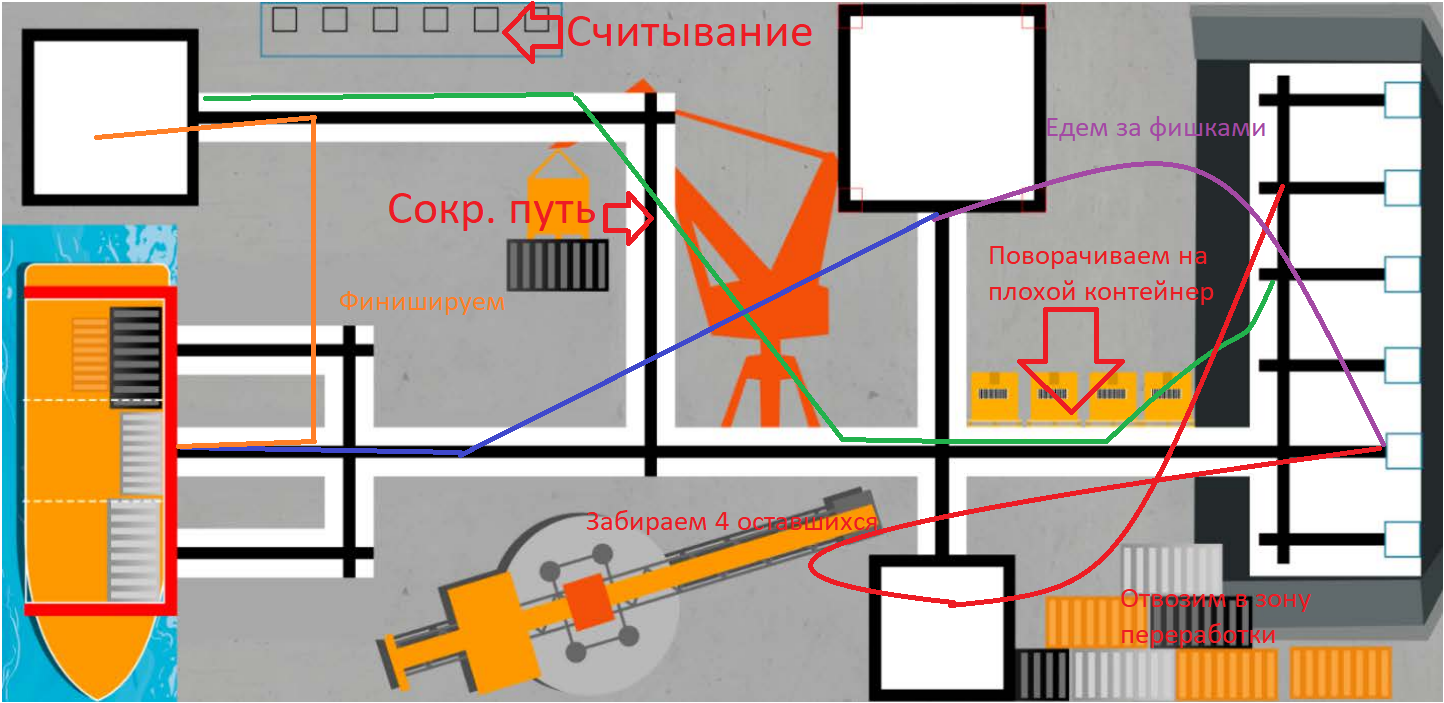 Считывание
Едем за фишками
Сокр. путь
Поворачиваем на
плохой контейнер
Финишируем
Забираем 4 оставшихся
Отвозим в зону
переработки